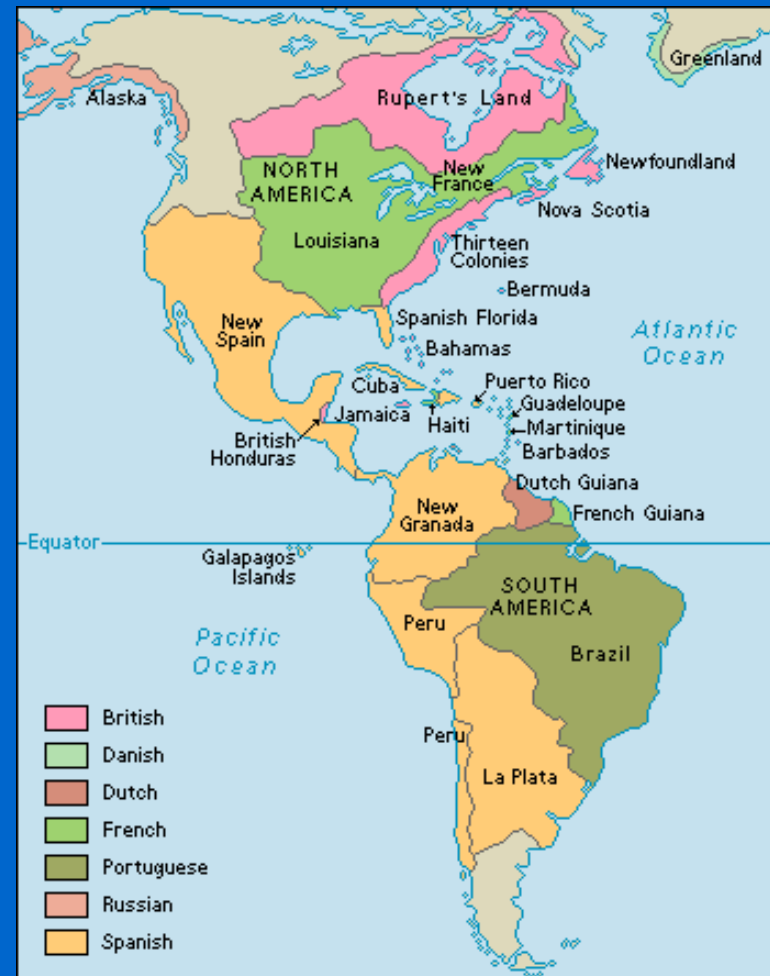 Greenland
Alaska
Rupert's Land
NORTH
AMERICA
New
France
Newfoundland
Nova Scotia
Louisiana
Thirteen
Colonies
Bermuda
New
Spain
Spanish Florida
Atlantic
Ocean
Bahamas
Cuba
Puerto Rico
Jamaica
Haiti
Guadeloupe
Martinique
Barbados
British
Honduras
Dutch Guiana
New
Granada
French Guiana
Equator
Galapagos
Islands
SOUTH
AMERICA
Peru
Brazil
Pacific
Ocean
Peru
La Plata
British
Danish
Dutch
French
Portuguese
Russian
Spanish